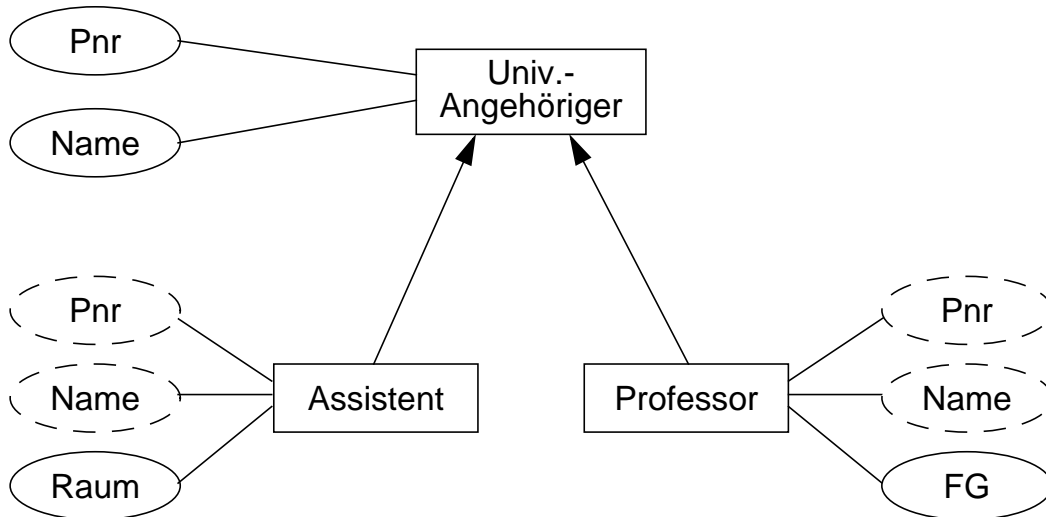 Pnr
Univ.-
Angehöriger
Name
Pnr
Name
Raum
Assistent
Professor
Pnr
Name
FG